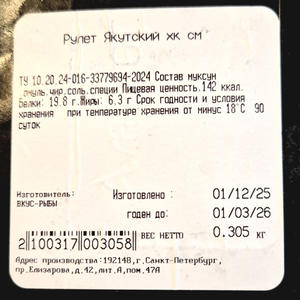 Рулет Якутский хк см
ТУ 10.20.24-016-33779694-2024 Состав муксун
,омуль,чир,соль,специи Пищевая ценность.142 ккал.
Белки: 19.8 г.Жиры: 6.3 г Срок годности и условия
хранения при температуре хранения от минус 18°С 90
суток
Изготовитель:
ВКУС-РЫБЫ
Изготовлено : 01/12/25
годен до: 01/03/26
2 100317 003058
ВЕС НЕТТО 0.305 кг
Адрес производства:192148,г.Санкт-Петербург,
пр.Елизарова,д.42,лит.А,пом.47А